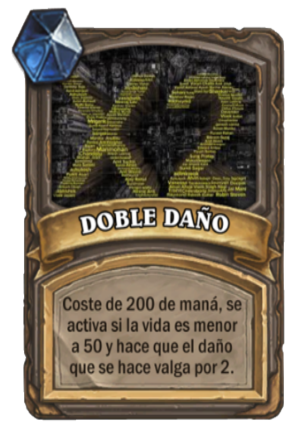 X2
DOBLE DAÑO
Coste de 200 de maná, se
activa si la vida es menor
a 50 y hace que el daño
que se hace valga por 2.